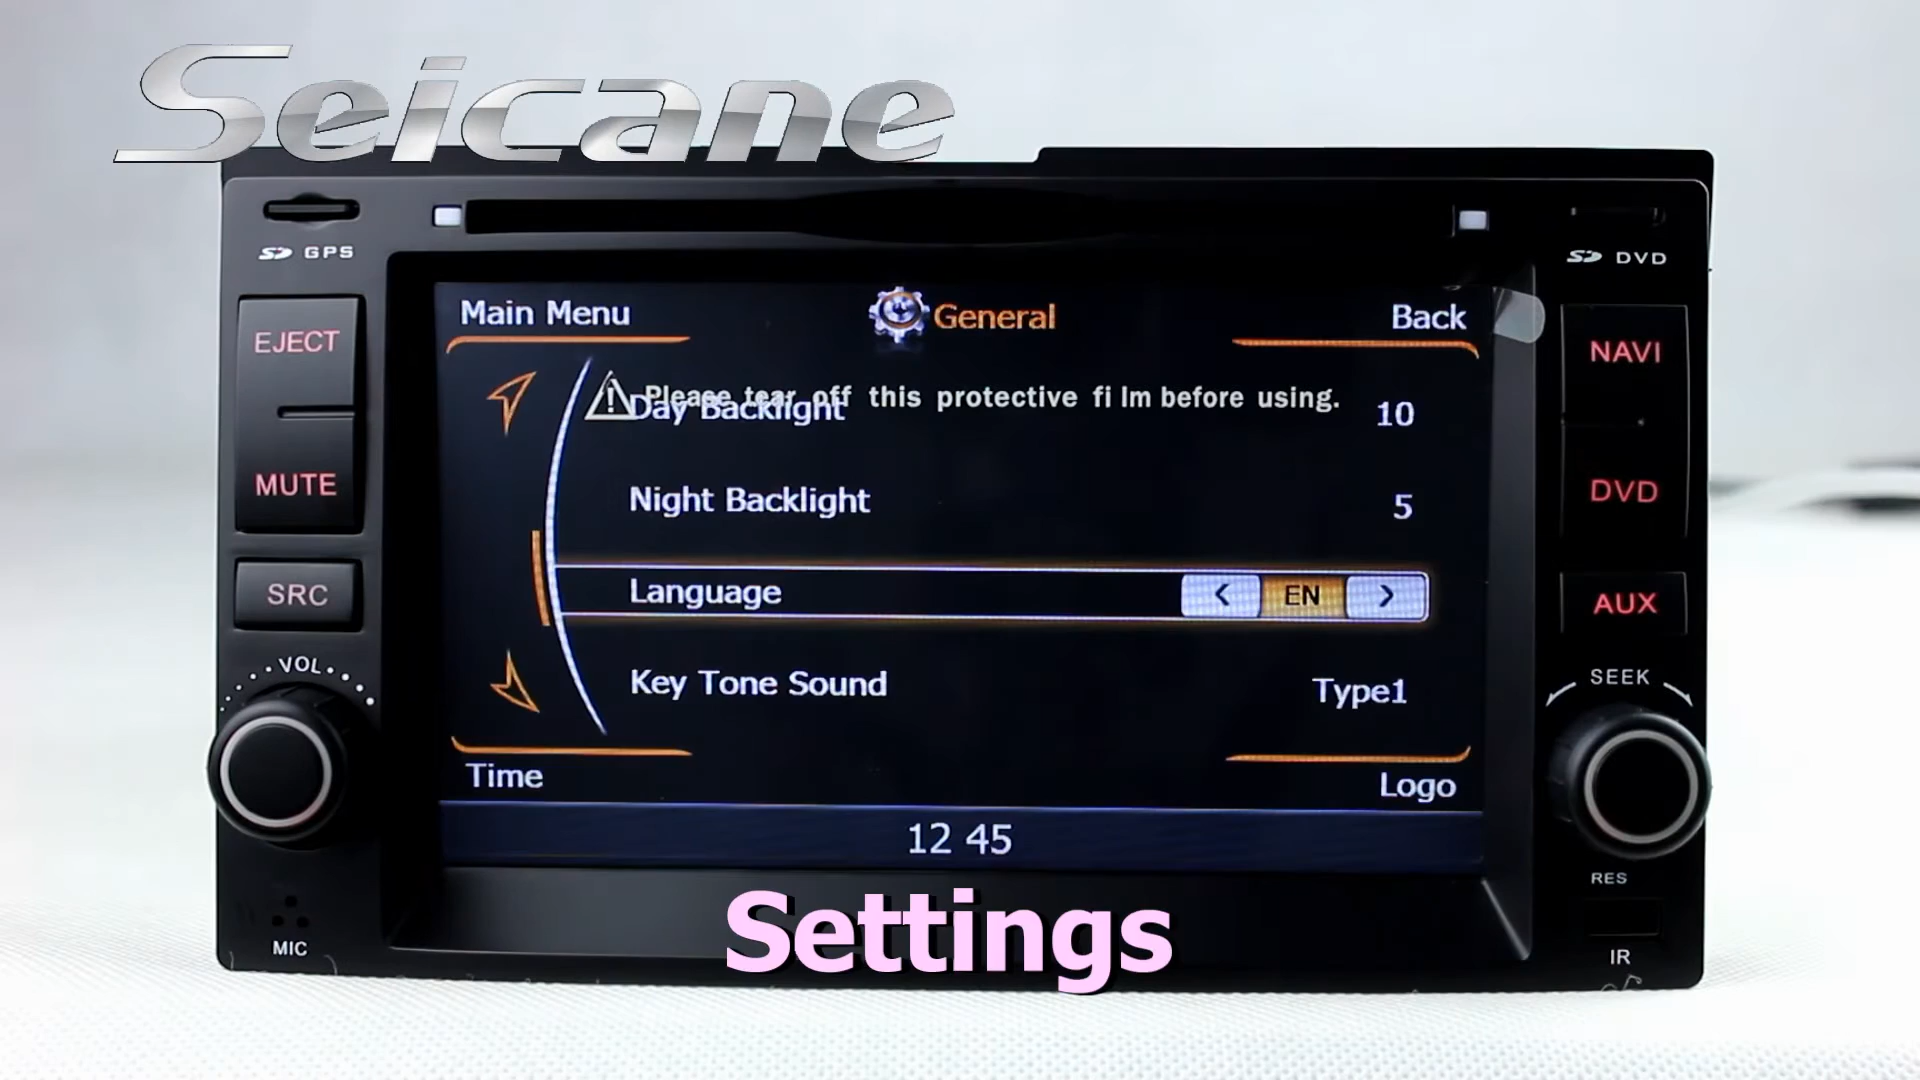 Seicane
SD GPS
SD DVD
EJECT
MUTE
SRC
VOL
MIC
Main Menu
General
Back
Please tear off this protective film before using.
Day Backlight
10
Night Backlight
5
Language
< EN >
Key Tone Sound
Type1
Time
Logo
12 45
NAVI
DVD
AUX
SEEK
RES
IR
Settings